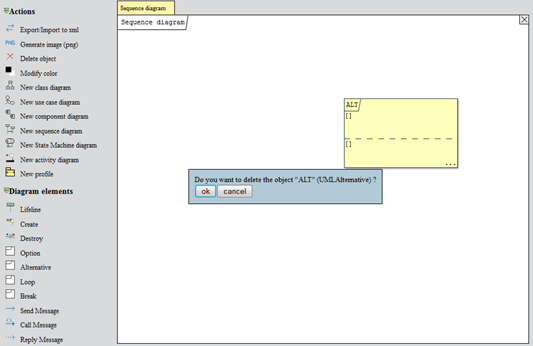 Actions
Export/Import to xml
PNG Generate image (png)
Delete object
Modify color
New class diagram
New use case diagram
New component diagram
New sequence diagram
New State Machine diagram
New activity diagram
New profile
Diagram elements
Lifeline
Create
Destroy
Option
Alternative
Loop
Break
Send Message
Call Message
Reply Message
Sequence diagram
Sequence diagram
ALT
[]
[]
...
Do you want to delete the object "ALT" (UMLAlternative) ?
ok cancel